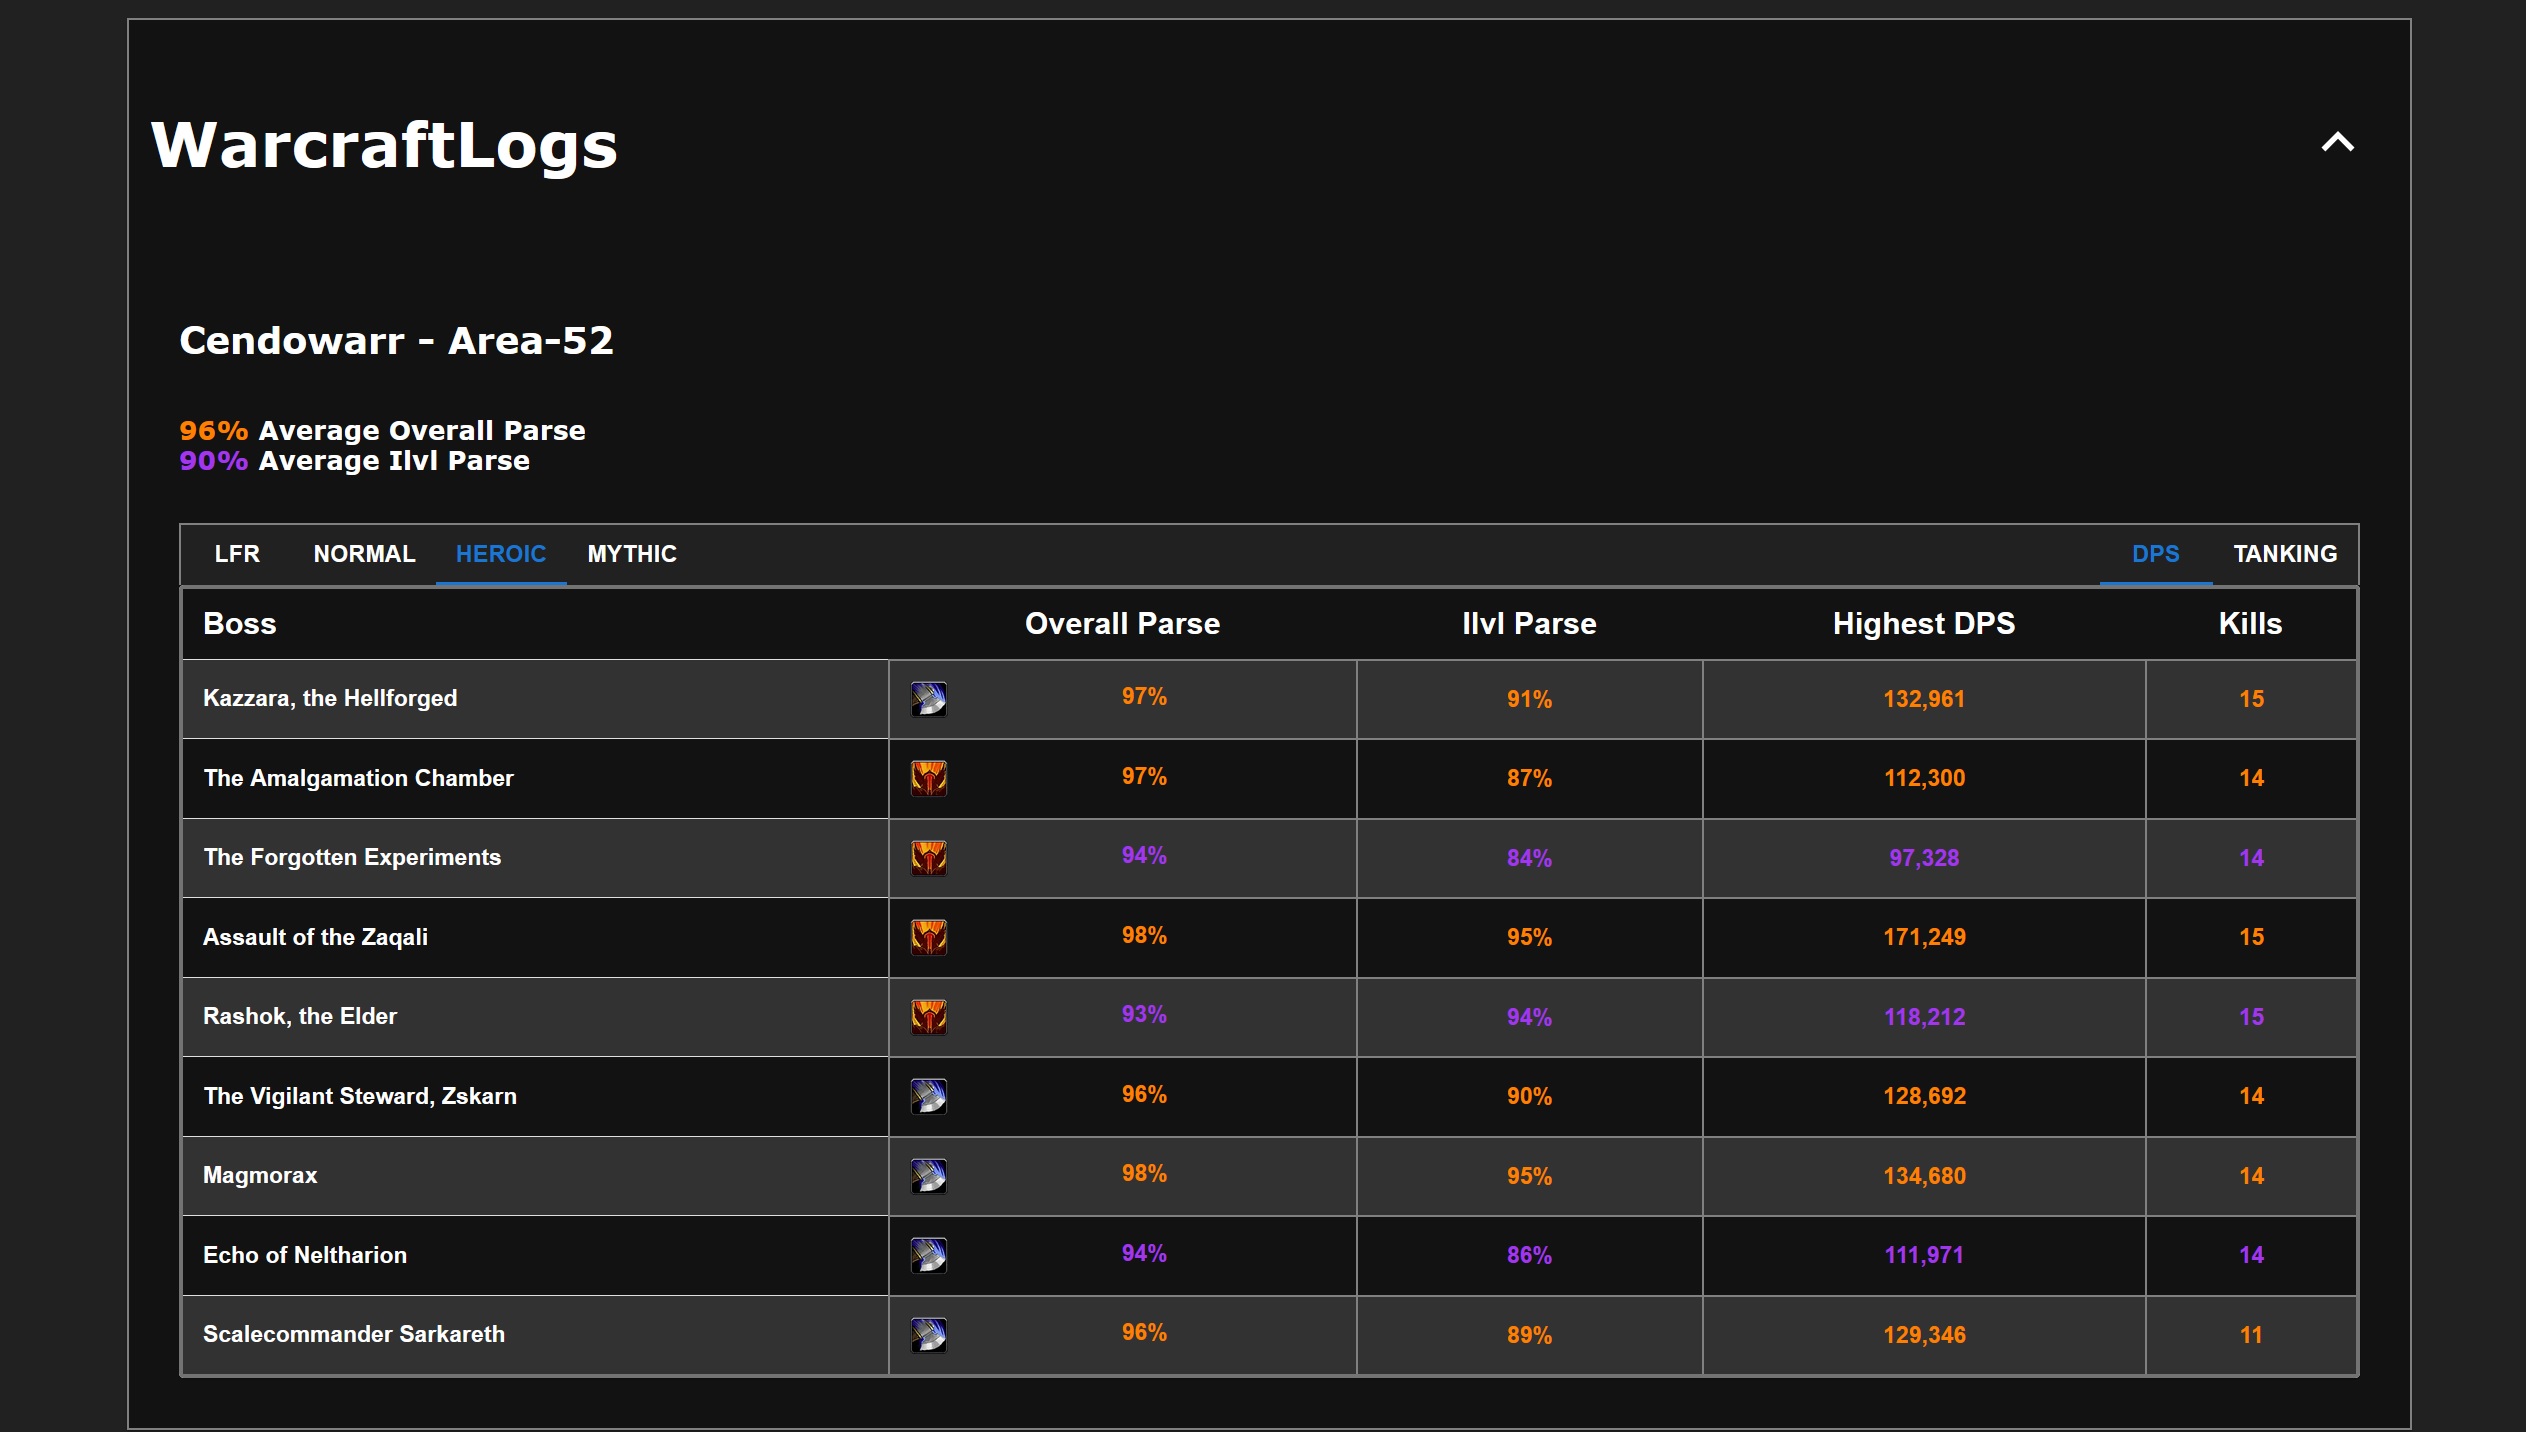 WarcraftLogs
Cendowarr - Area-52
96% Average Overall Parse
90% Average Ilvl Parse
LFR NORMAL HEROIC MYTHIC DPS TANKING
Boss Overall Parse Ilvl Parse Highest DPS Kills
Kazzara, the Hellforged 97% 91% 132,961 15
The Amalgamation Chamber 97% 87% 112,300 14
The Forgotten Experiments 94% 84% 97,328 14
Assault of the Zaqali 98% 95% 171,249 15
Rashok, the Elder 93% 94% 118,212 15
The Vigilant Steward, Zskarn 96% 90% 128,692 14
Magmorax 98% 95% 134,680 14
Echo of Neltharion 94% 86% 111,971 14
Scalecommander Sarkareth 96% 89% 129,346 11